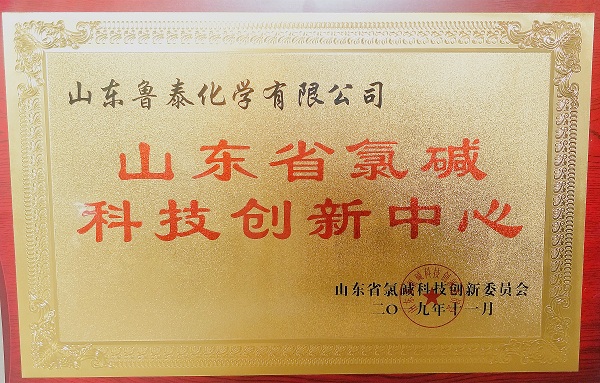 山东鲁泰化学有限公司
山东省氯碱
科技创新中心
山东省氯碱科技创新委员会
二〇一九年十一月